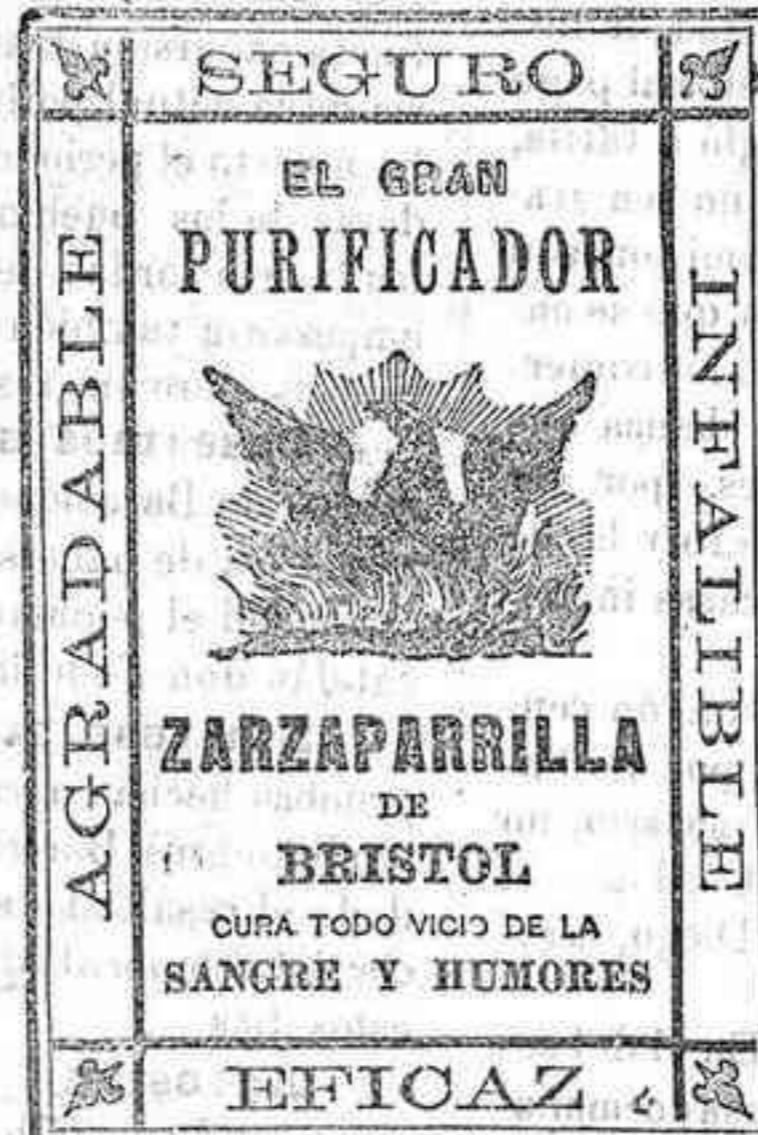 SEGURO
AGRADABLE
EL GRAN
PURIFICADOR
ZARZAPARRILLA
DE
BRISTOL
CURA TODO VICIO DE LA
SANGRE Y HUMORES
INFALIBLE
EFICAZ